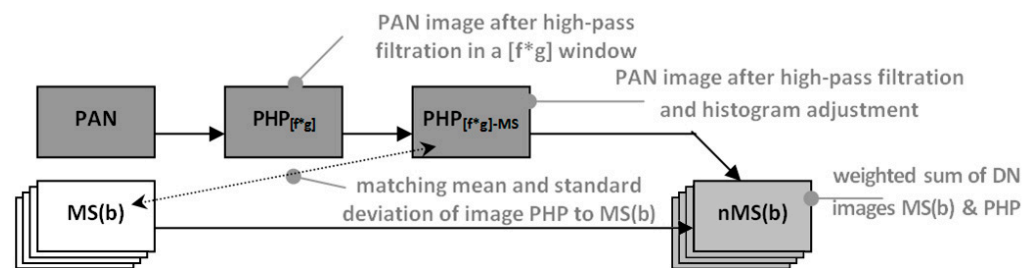 PAN image after high-pass
filtration in a [f*g] window
PAN image after high-pass filtration
and histogram adjustment
PAN
PHP[f*g]
PHP[f*g]-MS
matching mean and standard
deviation of image PHP to MS(b)
MS(b)
nMS(b)
weighted sum of DN
images MS(b) & PHP